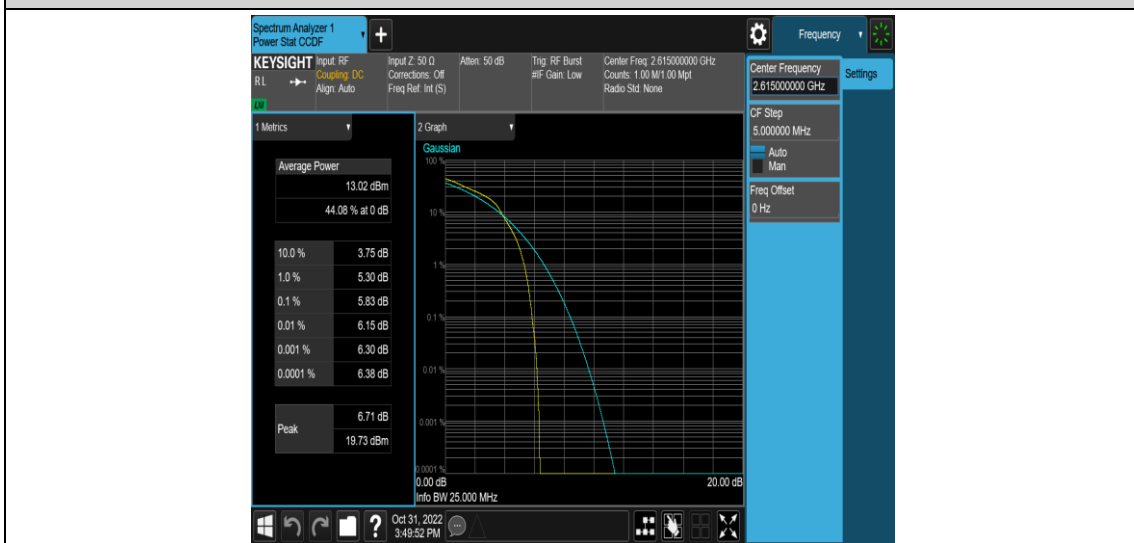 Spectrum Analyzer 1
Power Stat CCDF
+
Frequency
KEYSIGHT
RL
LXI
Input: RF
Coupling: DC
Align: Auto
Input Z: 50 Ω
Corrections: Off
Freq Ref: Int (S)
Atten: 50 dB
Trig: RF Burst
#IF Gain: Low
Center Freq: 2.615000000 GHz
Counts: 1.00 M/1.00 Mpt
Radio Std: None
Center Frequency
2.615000000 GHz
Settings
CF Step
5.000000 MHz
Auto
Man
Freq Offset
0 Hz
1 Metrics
Average Power
13.02 dBm
44.08 % at 0 dB
10.0 % 3.75 dB
1.0 % 5.30 dB
0.1 % 5.83 dB
0.01 % 6.15 dB
0.001 % 6.30 dB
0.0001 % 6.38 dB
Peak
6.71 dB
19.73 dBm
2 Graph
Gaussian
100 %
10 %
1 %
0.1 %
0.01 %
0.001 %
0.0001 %
0.00 dB 20.00 dB
Info BW 25.000 MHz
?
Oct 31, 2022
3:49:52 PM